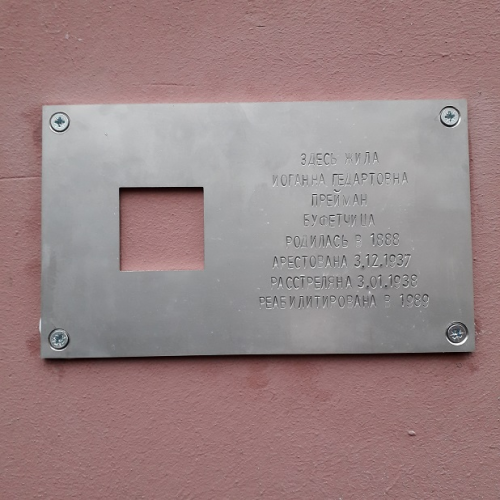 ЗДЕСЬ ЖИЛА
ИОГАННА ГЕДАРТОВНА
ПРЕЙМАН
БУФЕТЧИЦА
РОДИЛАСЬ В 1888
АРЕСТОВАНА 3.12.1937
РАССТРЕЛЯНА 3.01.1938
РЕАБИЛИТИРОВАНА В 1989